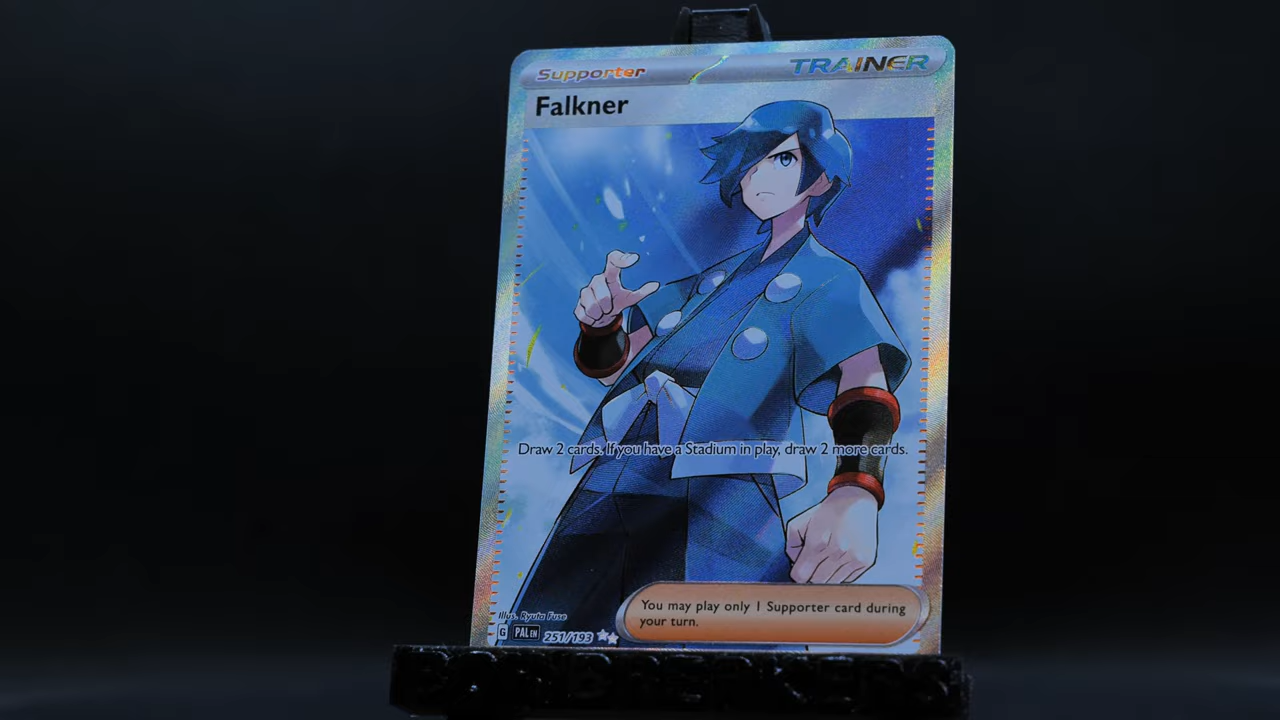 Supporter TRAINER
Falkner
Draw 2 cards. If you have a Stadium in play, draw 2 more cards.
You may play only 1 Supporter card during
your turn.
Illus. Ryuta Fuse
G PAL EN 251/193
BOXBREAKERS